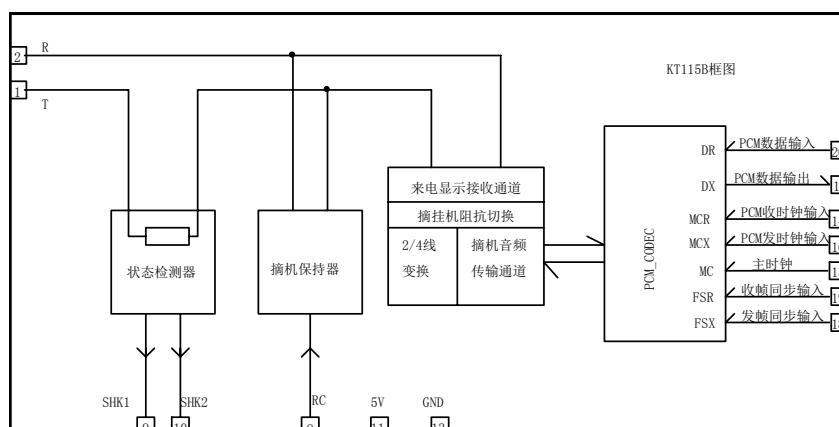 2
R
KT115B框图
1
T
DR
PCM数据输入
DX
PCM数据输出
来电显示接收通道
摘挂机阻抗切换
MCR
PCM收时钟输入
2/4线
变换
摘机音频
传输通道
MCX
PCM发时钟输入
状态检测器
摘机保持器
PCM_CODEC
MC
主时钟
FSR
收帧同步输入
FSX
发帧同步输入
SHK1
SHK2
RC
5V
GND